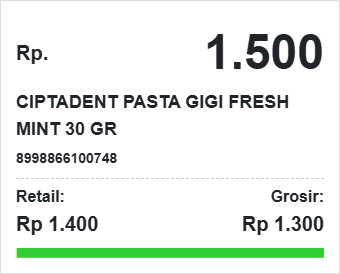 Rp. 1.500
CIPTADENT PASTA GIGI FRESH
MINT 30 GR
8998866100748
Retail: Grosir:
Rp 1.400 Rp 1.300